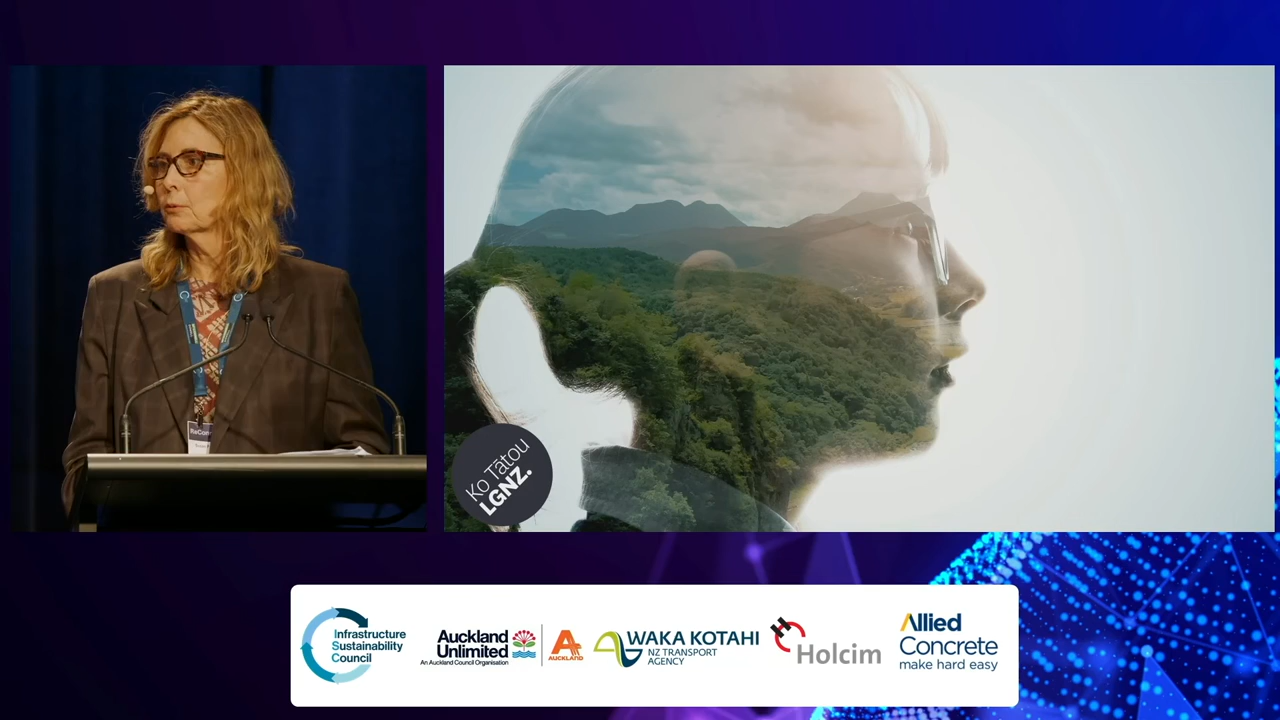 ReCon
Ko Tātou
LGNZ.
Infrastructure
Sustainability
Council
Auckland
Unlimited
An Auckland Council Organisation
AUCKLAND
WAKA KOTAHI
NZ TRANSPORT
AGENCY
Holcim
Allied
Concrete
make hard easy